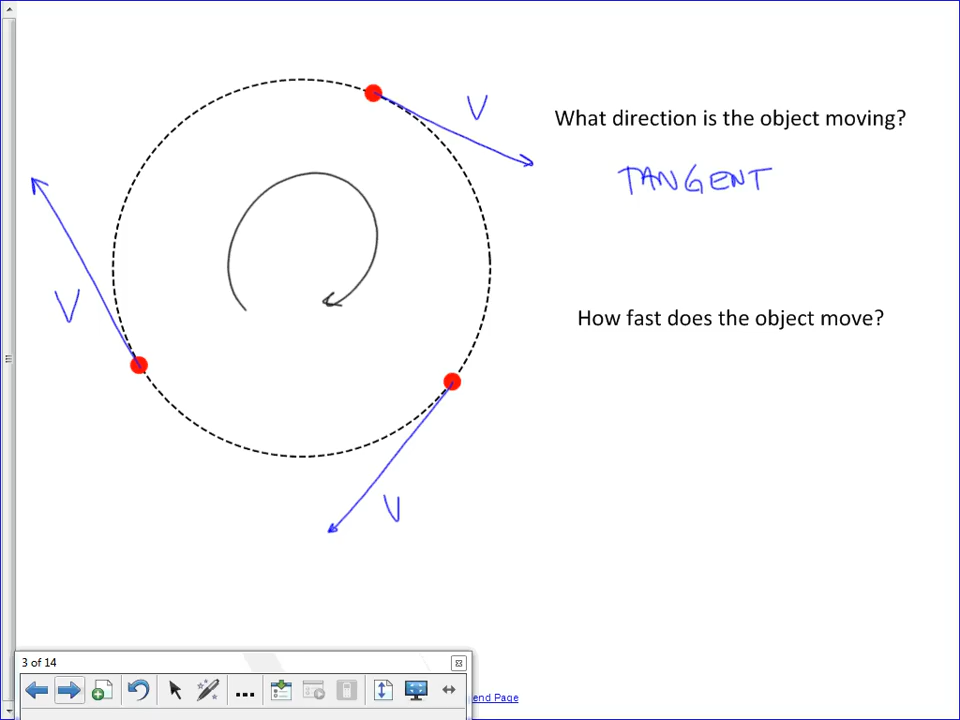 V
What direction is the object moving?
TANGENT
V
How fast does the object move?
V
3 of 14
end Page